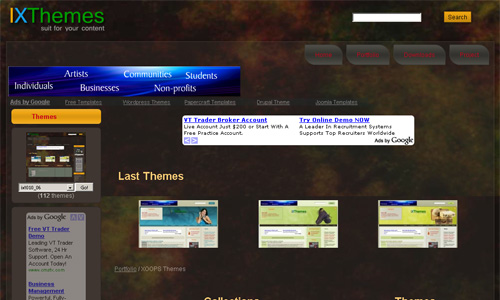 IXThemes
suit for your content
Search
Artists
Communities
Students
Individuals
Businesses
Non-profits
Ads by Google
Free Templates
Wordpress Themes
Papercraft Templates
Drupal Theme
Joomla Templates
Themes
VT Trader Broker Account
Live Account Just $200 or Start With A
Free Practice Account.
Try Online Demo NOW
A Leader In Recruitment Systems
Supports Top Recruiters Worldwide
Ads by Google
Last Themes
Go!
(112 themes)
Ads by Google
Free VT Trader
Demo
Leading VT Trader
Software, 24 Hr
Support. Open An
Account Today!
Business
Management
Powerful, Fully-
Portfolio / XOOPS Themes
Collections
Themes